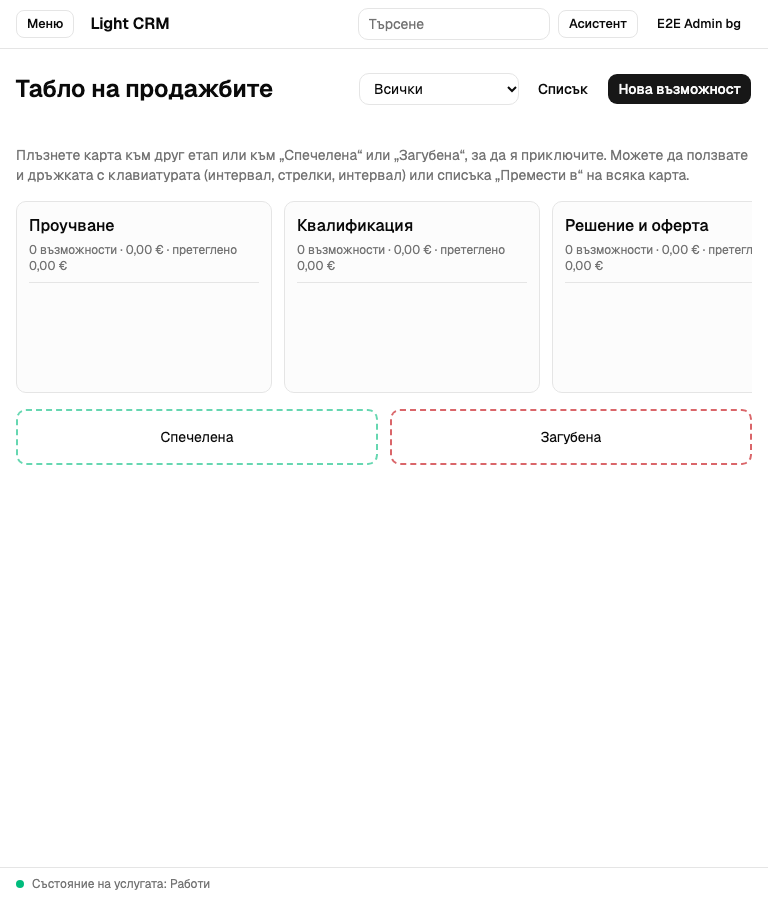 Меню
Light CRM
Търсене
Асистент
E2E Admin bg
Табло на продажбите
Всички
Списък
Нова възможност
Плъзнете карта към друг етап или към „Спечелена“ или „Загубена“, за да я приключите. Можете да ползвате
и дръжката с клавиатурата (интервал, стрелки, интервал) или списъка „Премести в“ на всяка карта.
Проучване
0 възможности · 0,00 € · претеглено
0,00 €
Квалификация
0 възможности · 0,00 € · претеглено
0,00 €
Решение и оферта
0 възможности · 0,00 € · претегл
0,00 €
Спечелена
Загубена
Състояние на услугата: Работи